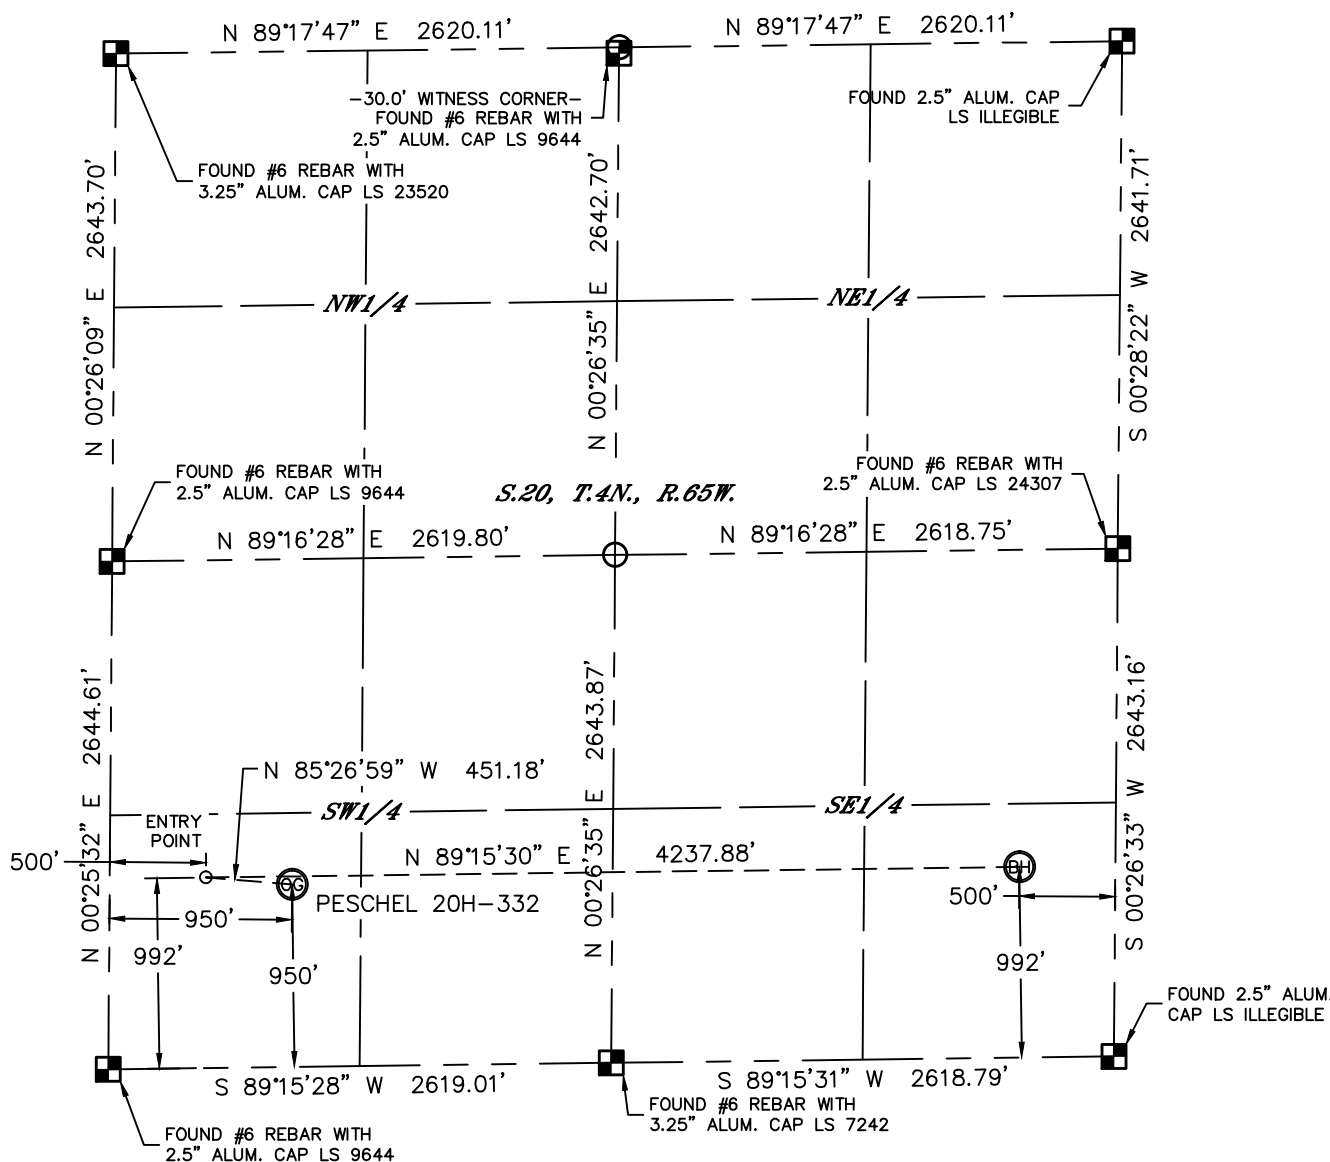 N 89°17'47" E 2620.11'
N 89°17'47" E 2620.11'
-30.0' WITNESS CORNER-
FOUND #6 REBAR WITH
2.5" ALUM. CAP LS 9644
FOUND 2.5" ALUM. CAP
LS ILLEGIBLE
FOUND #6 REBAR WITH
3.25" ALUM. CAP LS 23520
N 00°26'09" E 2643.70'
N 00°26'35" E 2642.70'
S 00°28'22" W 2641.71'
NW1/4
NE1/4
FOUND #6 REBAR WITH
2.5" ALUM. CAP LS 9644
S.20, T.4N., R.65W.
FOUND #6 REBAR WITH
2.5" ALUM. CAP LS 24307
N 89°16'28" E 2619.80'
N 89°16'28" E 2618.75'
N 00°25'32" E 2644.61'
N 00°26'35" E 2643.87'
S 00°26'33" W 2643.16'
N 85°26'59" W 451.18'
SW1/4
SE1/4
ENTRY
POINT
500'
N 89°15'30" E 4237.88'
OG
BH
PESCHEL 20H-332
950'
500'
992'
950'
992'
FOUND 2.5" ALUM.
CAP LS ILLEGIBLE
S 89°15'28" W 2619.01'
S 89°15'31" W 2618.79'
FOUND #6 REBAR WITH
3.25" ALUM. CAP LS 7242
FOUND #6 REBAR WITH
2.5" ALUM. CAP LS 9644